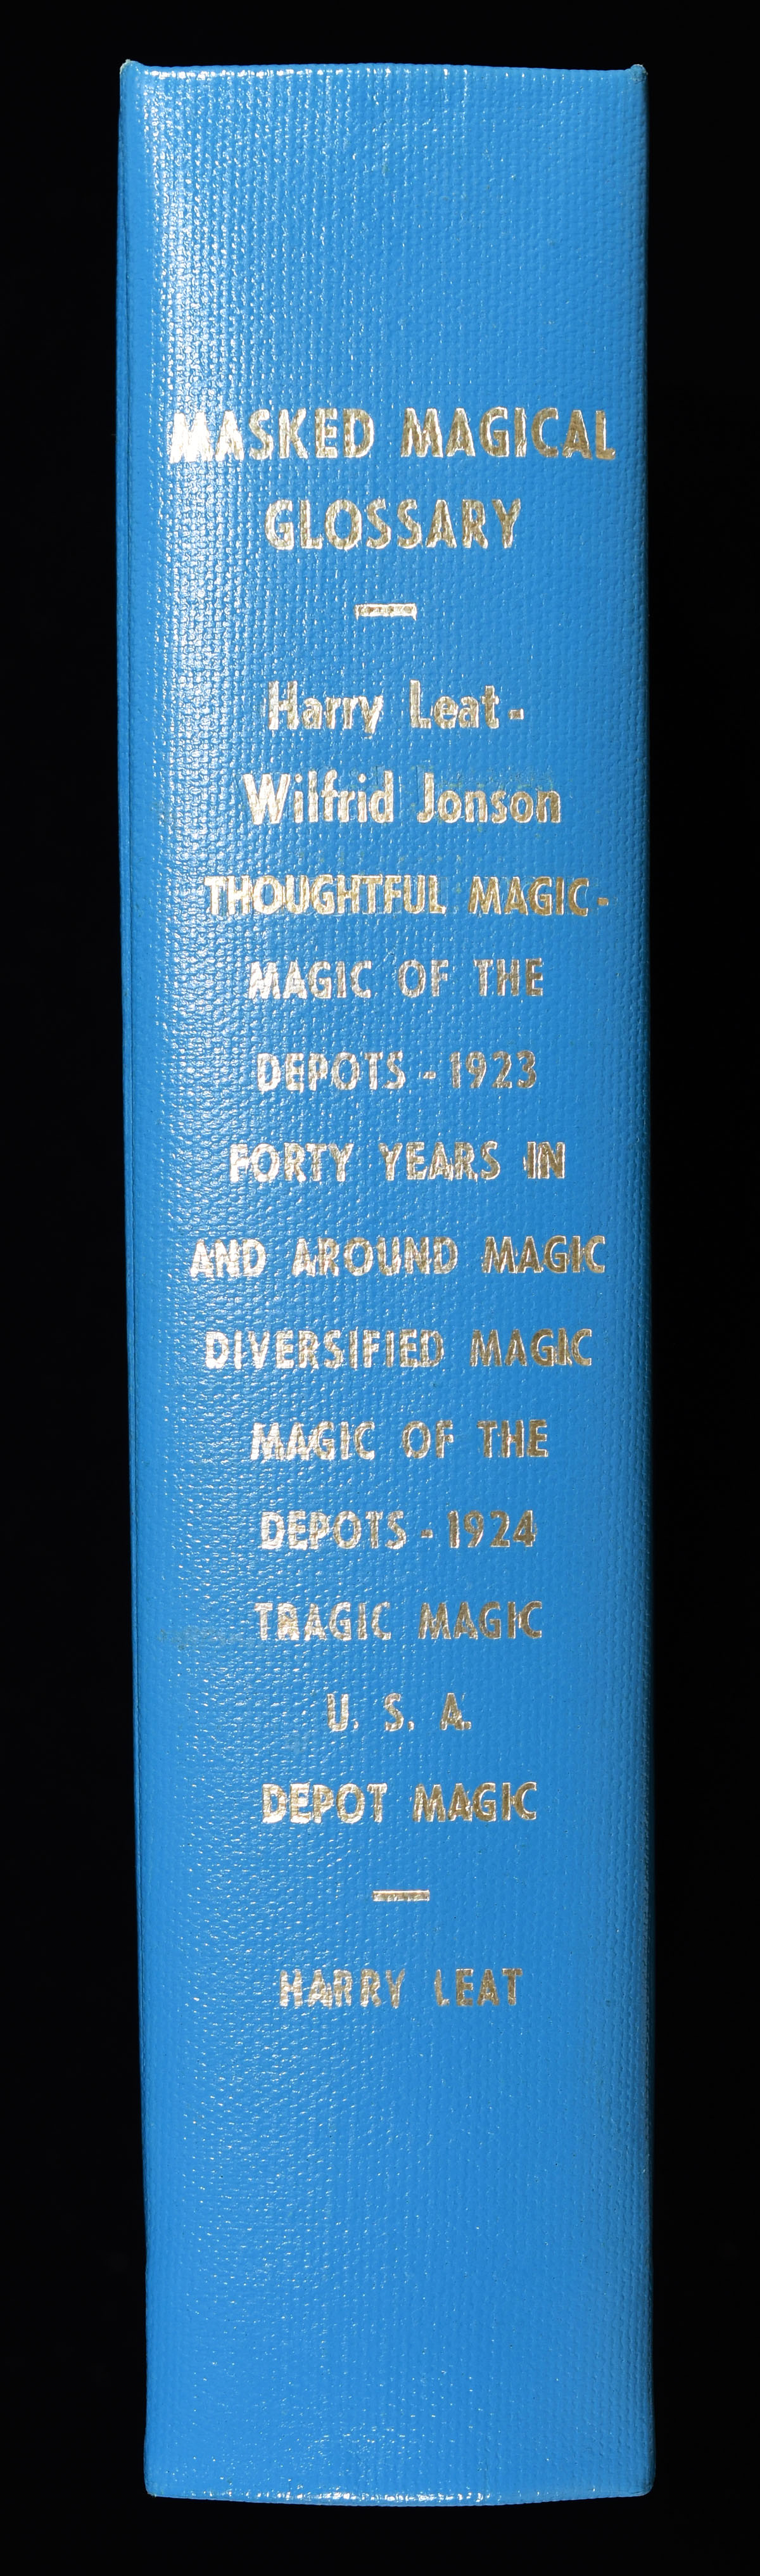 MASKED MAGICAL
GLOSSARY
Harry Leat-
Wilfrid Jonson
THOUGHTFUL MAGIC-
MAGIC OF THE
DEPOTS - 1923
FORTY YEARS IN
AND AROUND MAGIC
DIVERSIFIED MAGIC
MAGIC OF THE
DEPOTS - 1924
TRAGIC MAGIC
U. S. A.
DEPOT MAGIC
HARRY LEAT